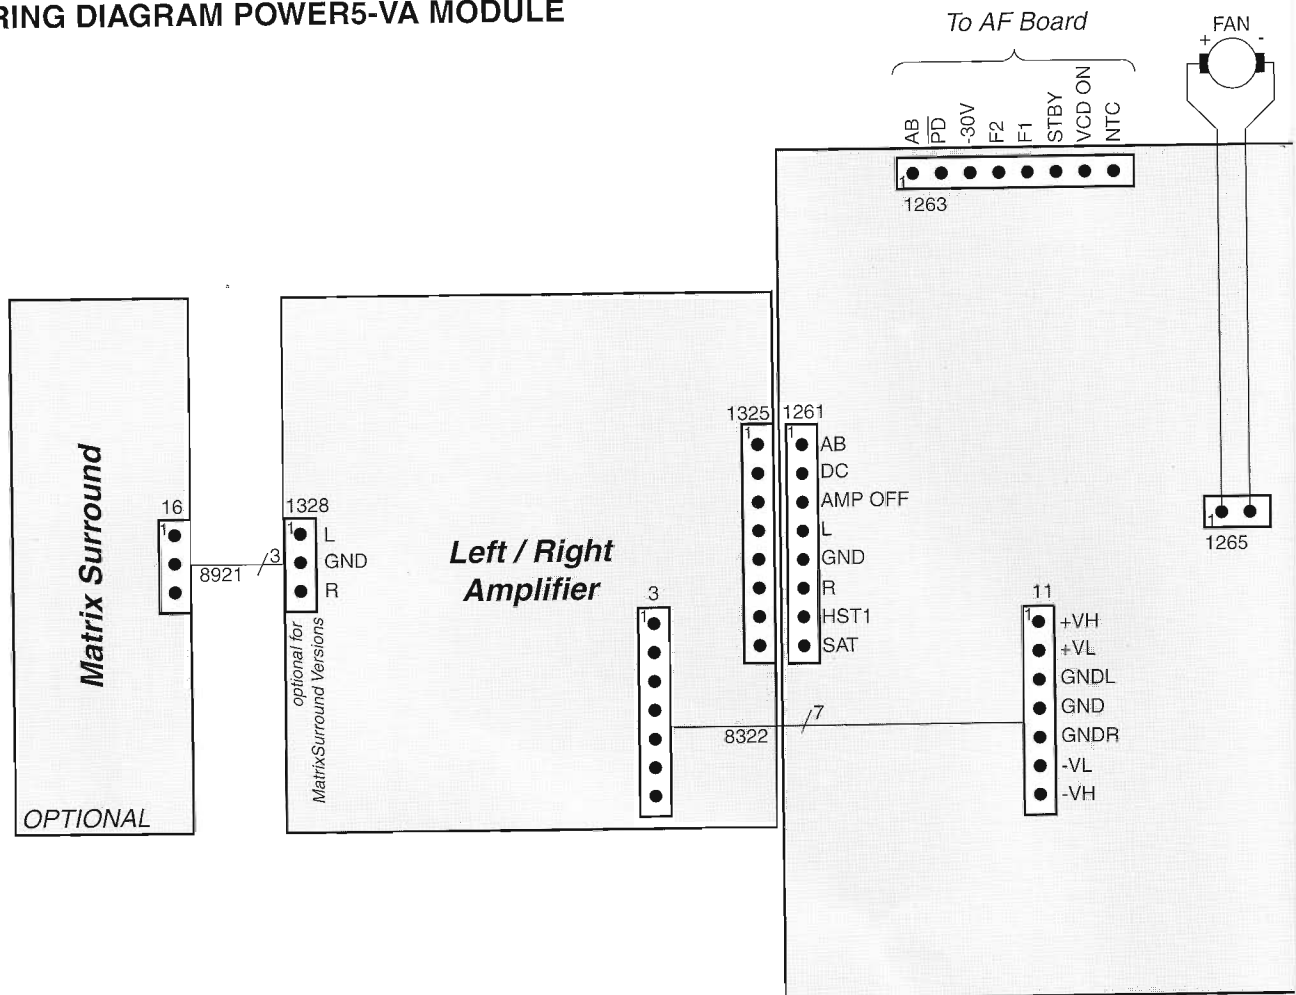 RING DIAGRAM POWER5-VA MODULE
To AF Board
FAN
+ -
AB
PD
-30V
F2
F1
STBY
VCD ON
NTC
1
1263
1325
1261
1
1
AB
DC
AMP OFF
L
GND
R
HST1
SAT
1
1265
Matrix Surround
16
1
8921
3
1328
1
L
GND
R
optional for
MatrixSurround Versions
Left / Right
Amplifier
3
1
8322
7
11
1
+VH
+VL
GNDL
GND
GNDR
-VL
-VH
OPTIONAL